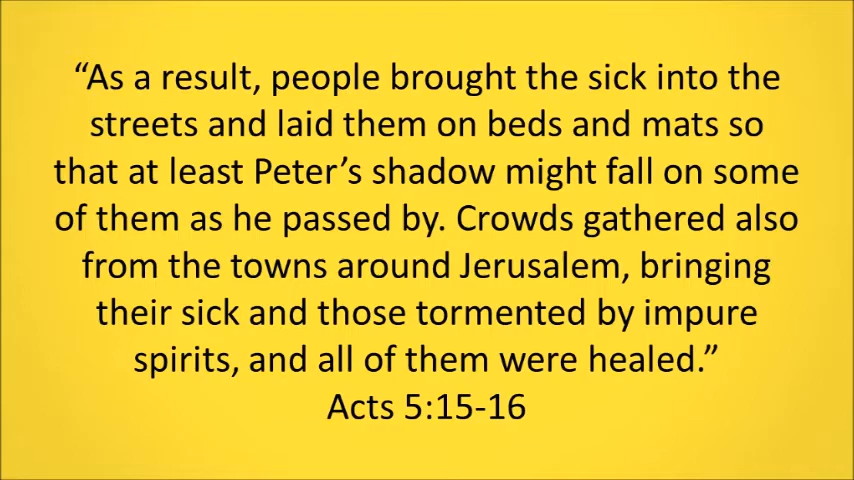 “As a result, people brought the sick into the
streets and laid them on beds and mats so
that at least Peter’s shadow might fall on some
of them as he passed by. Crowds gathered also
from the towns around Jerusalem, bringing
their sick and those tormented by impure
spirits, and all of them were healed.”
Acts 5:15-16